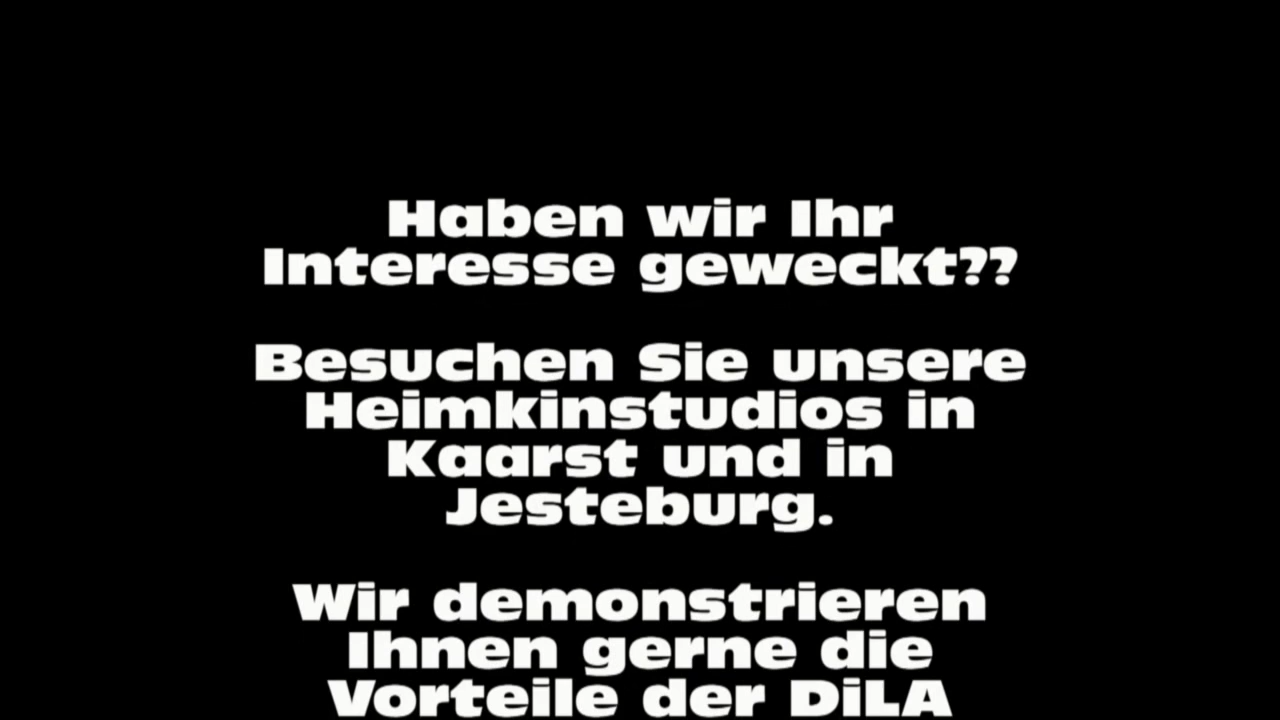 Haben wir Ihr
Interesse geweckt??
Besuchen Sie unsere
Heimkinstudios in
Kaarst und in
Jesteburg.
Wir demonstrieren
Ihnen gerne die
Vorteile der DiLA